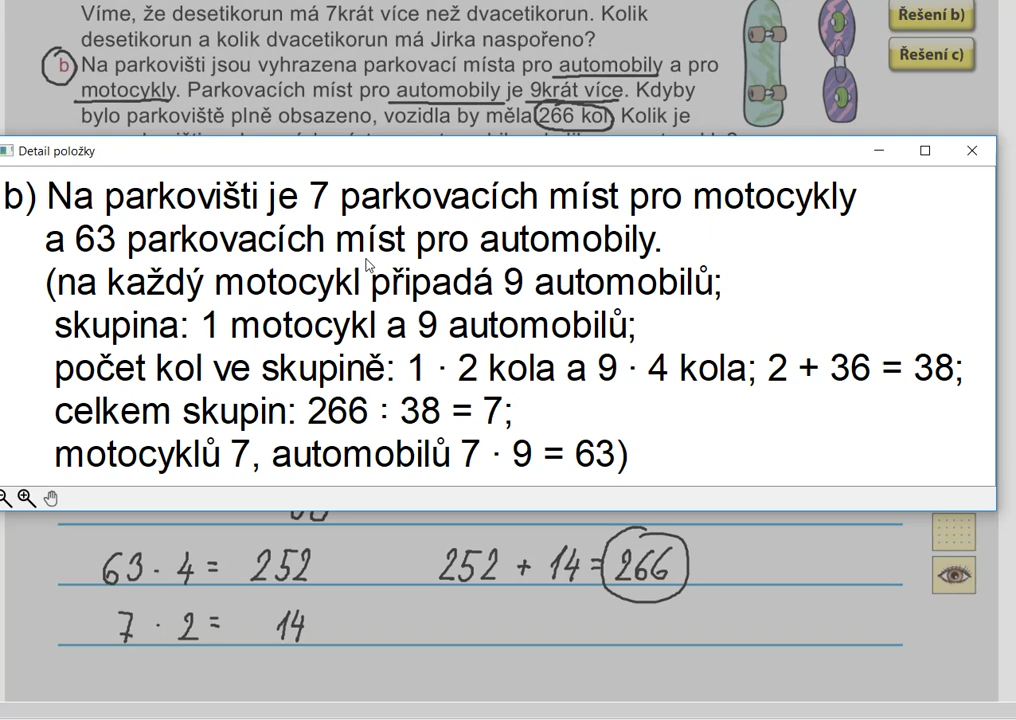 Víme, že desetikorun má 7krát více než dvacetikorun. Kolik
desetikorun a kolik dvacetikorun má Jirka naspořeno?
b) Na parkovišti jsou vyhrazena parkovací místa pro automobily a pro
motocykly. Parkovacích míst pro automobily je 9krát více. Kdyby
bylo parkoviště plně obsazeno, vozidla by měla 266 kol. Kolik je
Řešení b)
Řešení c)
Detail položky
b) Na parkovišti je 7 parkovacích míst pro motocykly
a 63 parkovacích míst pro automobily.
(na každý motocykl připadá 9 automobilů;
skupina: 1 motocykl a 9 automobilů;
počet kol ve skupině: 1 · 2 kola a 9 · 4 kola; 2 + 36 = 38;
celkem skupin: 266 : 38 = 7;
motocyklů 7, automobilů 7 · 9 = 63)
63 · 4 = 252 252 + 14 = 266
7 · 2 = 14